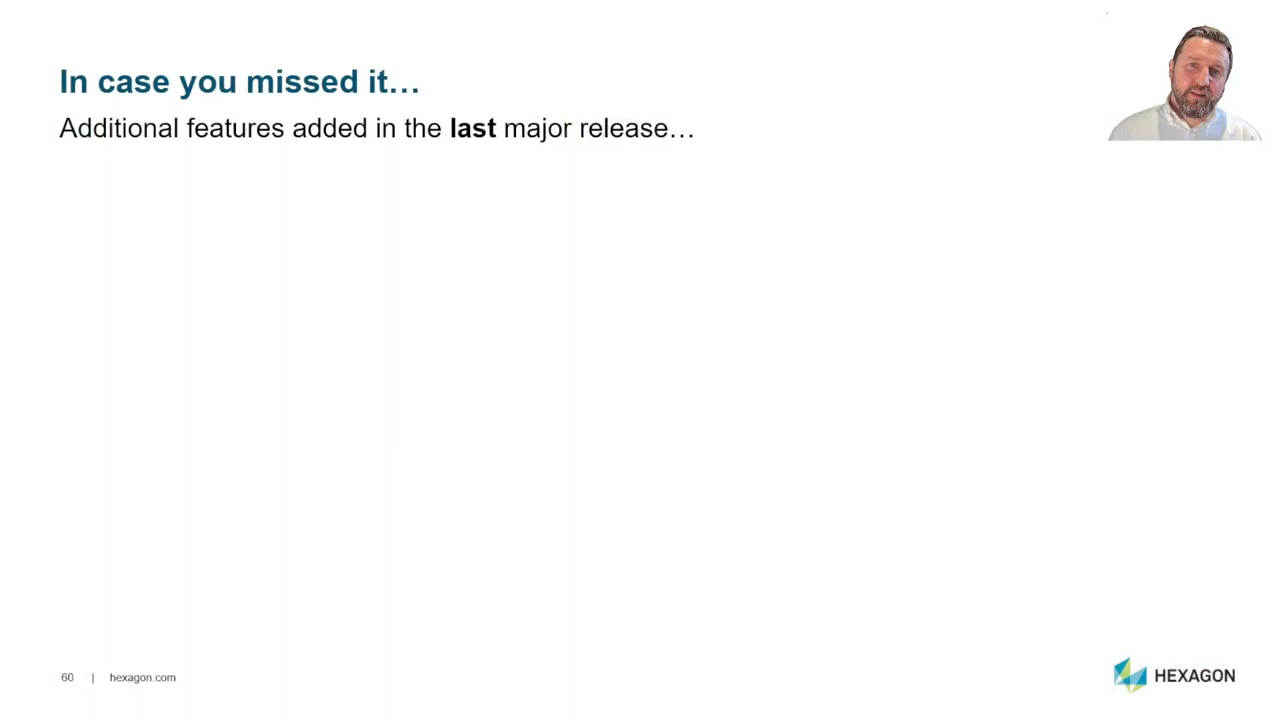 In case you missed it…
Additional features added in the last major release…
60 | hexagon.com
HEXAGON